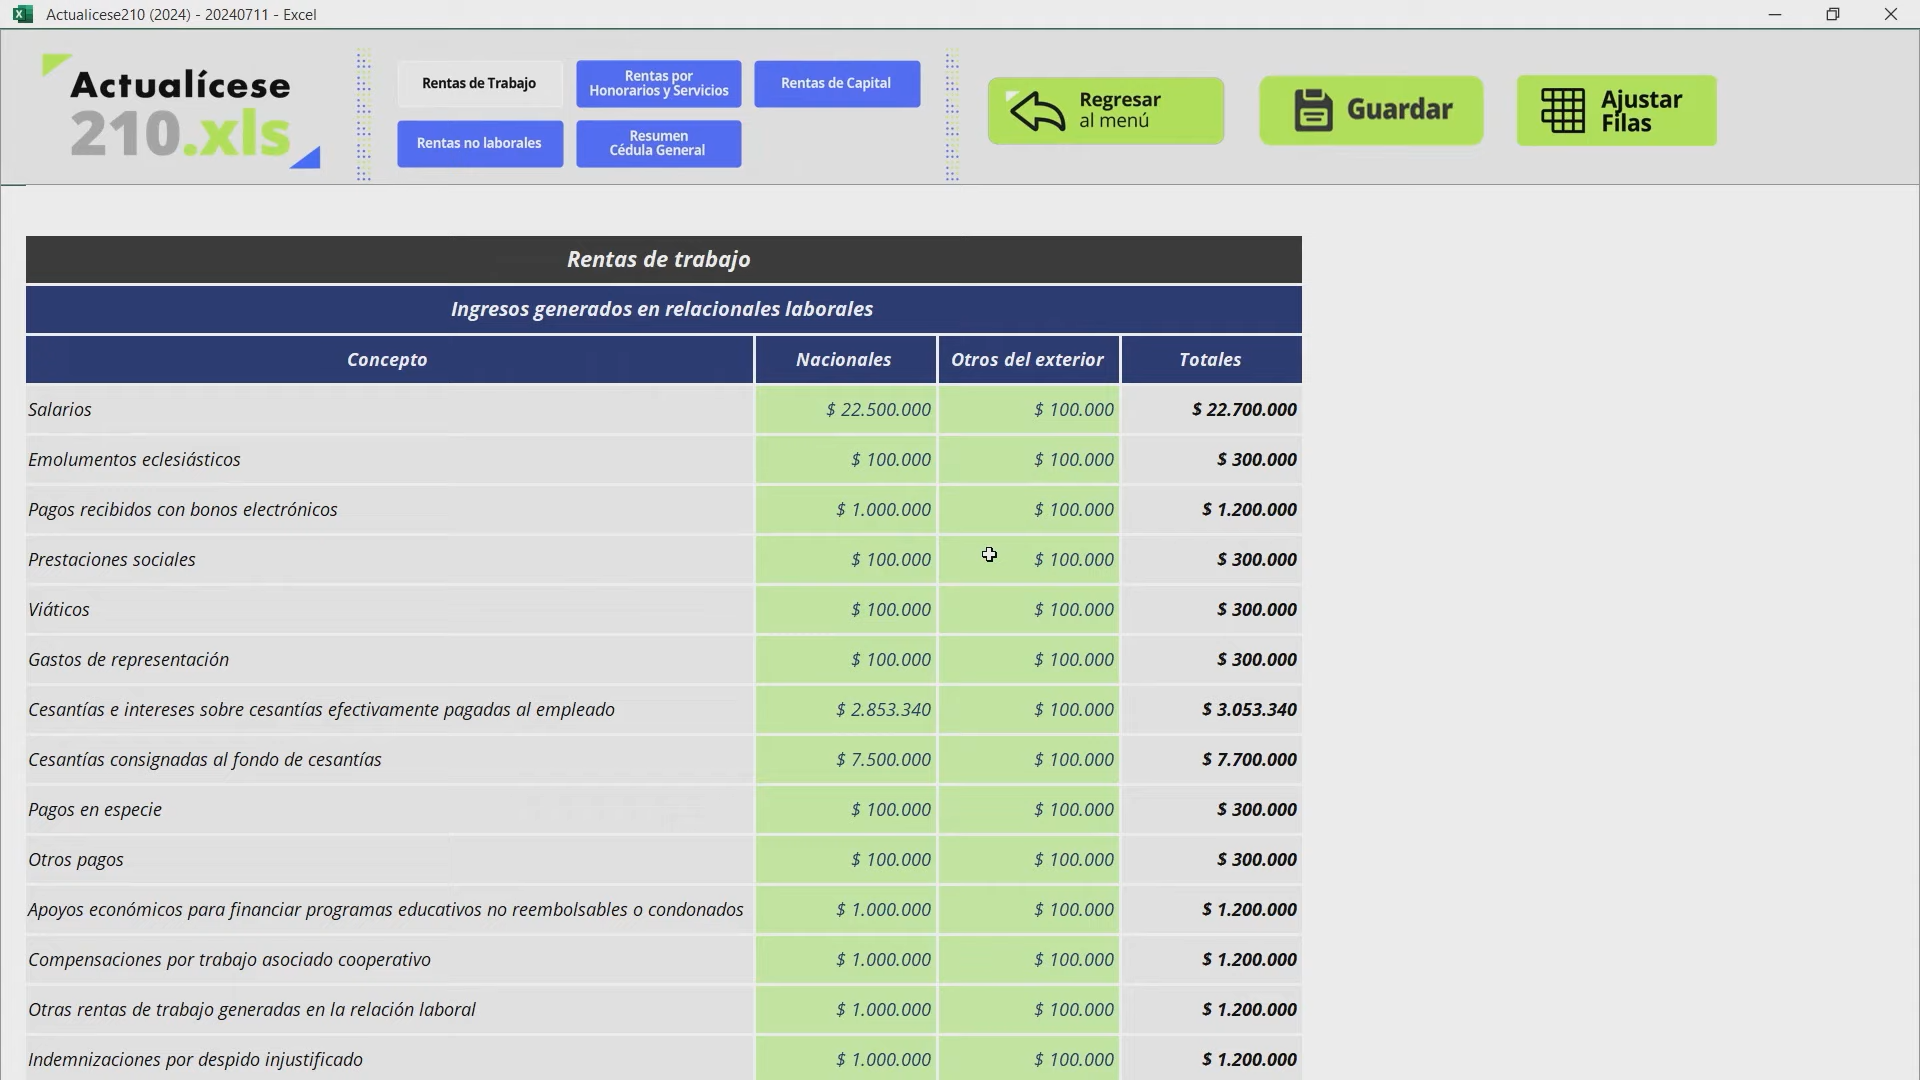 Actualicese210 (2024) - 20240711 - Excel
Actualícese
210.xls
Rentas de Trabajo
Rentas por
Honorarios y Servicios
Rentas de Capital
Rentas no laborales
Resumen
Cédula General
Regresar
al menú
Guardar
Ajustar
Filas
Rentas de trabajo
Ingresos generados en relacionales laborales
Concepto Nacionales Otros del exterior Totales
Salarios $ 22.500.000 $ 100.000 $ 22.700.000
Emolumentos eclesiásticos $ 100.000 $ 100.000 $ 300.000
Pagos recibidos con bonos electrónicos $ 1.000.000 $ 100.000 $ 1.200.000
Prestaciones sociales $ 100.000 $ 100.000 $ 300.000
Viáticos $ 100.000 $ 100.000 $ 300.000
Gastos de representación $ 100.000 $ 100.000 $ 300.000
Cesantías e intereses sobre cesantías efectivamente pagadas al empleado $ 2.853.340 $ 100.000 $ 3.053.340
Cesantías consignadas al fondo de cesantías $ 7.500.000 $ 100.000 $ 7.700.000
Pagos en especie $ 100.000 $ 100.000 $ 300.000
Otros pagos $ 100.000 $ 100.000 $ 300.000
Apoyos económicos para financiar programas educativos no reembolsables o condonados $ 1.000.000 $ 100.000 $ 1.200.000
Compensaciones por trabajo asociado cooperativo $ 1.000.000 $ 100.000 $ 1.200.000
Otras rentas de trabajo generadas en la relación laboral $ 1.000.000 $ 100.000 $ 1.200.000
Indemnizaciones por despido injustificado $ 1.000.000 $ 100.000 $ 1.200.000